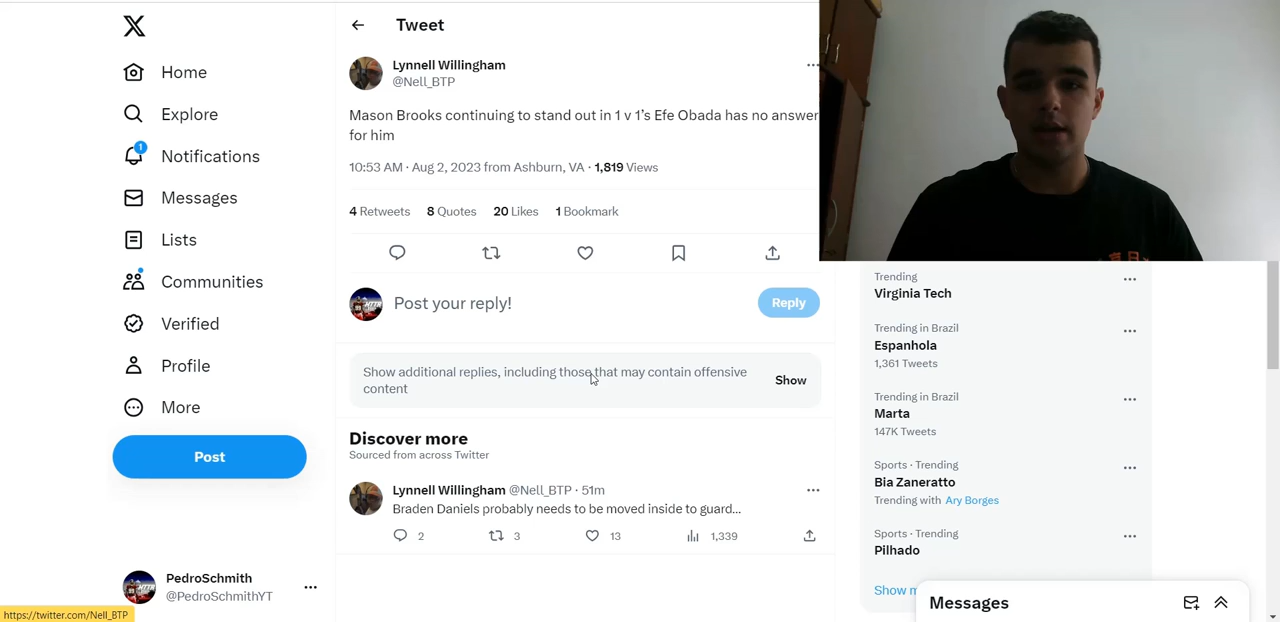 Home
Explore
1
Notifications
Messages
Lists
Communities
Verified
Profile
More
Post
PedroSchmith
@PedroSchmithYT
https://twitter.com/Nell_BTP
Tweet
Lynnell Willingham
@Nell_BTP
Mason Brooks continuing to stand out in 1 v 1's Efe Obada has no answer
for him
10:53 AM · Aug 2, 2023 from Ashburn, VA · 1,819 Views
4 Retweets 8 Quotes 20 Likes 1 Bookmark
Post your reply!
Reply
Show additional replies, including those that may contain offensive
content
Show
Discover more
Sourced from across Twitter
Lynnell Willingham @Nell_BTP · 51m
Braden Daniels probably needs to be moved inside to guard...
2 3 13 1,339
Trending
Virginia Tech
Trending in Brazil
Espanhola
1,361 Tweets
Trending in Brazil
Marta
147K Tweets
Sports · Trending
Bia Zaneratto
Trending with Ary Borges
Sports · Trending
Pilhado
Show
Messages